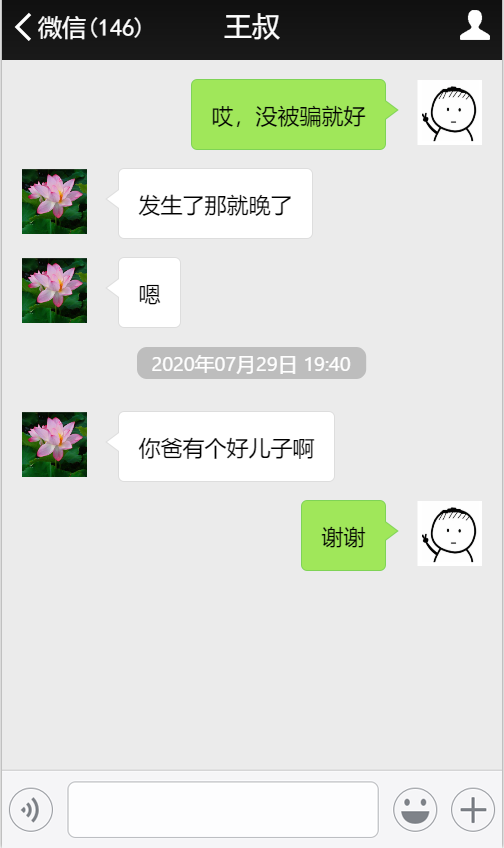 微信(146)
王叔
哎，没被骗就好
发生了那就晚了
嗯
2020年07月29日 19:40
你爸有个好儿子啊
谢谢